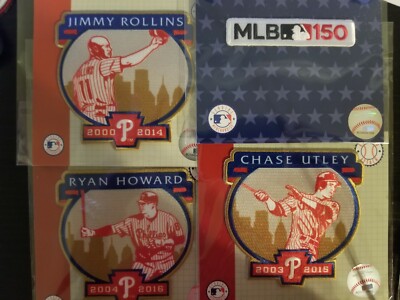 JIMMY ROLLINS
11
2000 P 2014
MLB 150
RYAN HOWARD
2004 P 2016
CHASE UTLEY
2003 P 2015